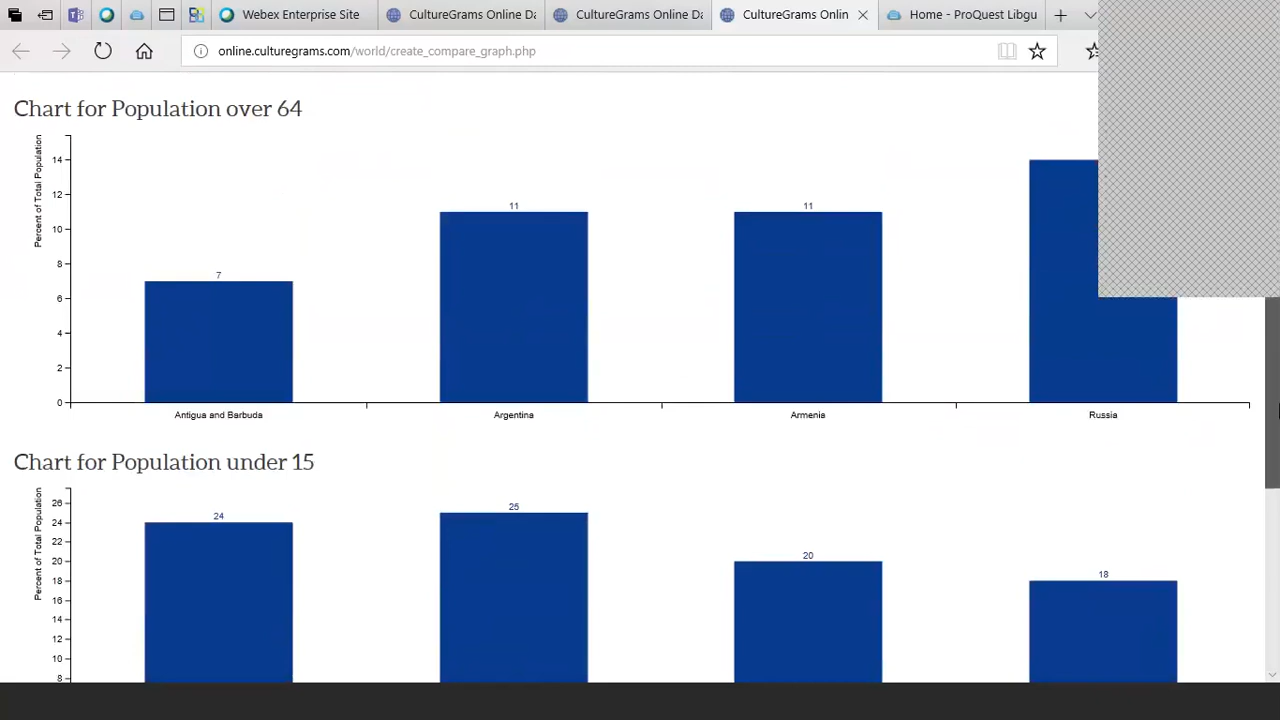 Webex Enterprise Site
CultureGrams Online Da
CultureGrams Online Da
CultureGrams Onlin
Home - ProQuest Libgu
online.culturegrams.com/world/create_compare_graph.php
Chart for Population over 64
Percent of Total Population
14
12
10
8
6
4
2
0
7
11
11
Antigua and Barbuda
Argentina
Armenia
Russia
Chart for Population under 15
Percent of Total Population
26
24
22
20
18
16
14
12
10
8
24
25
20
18